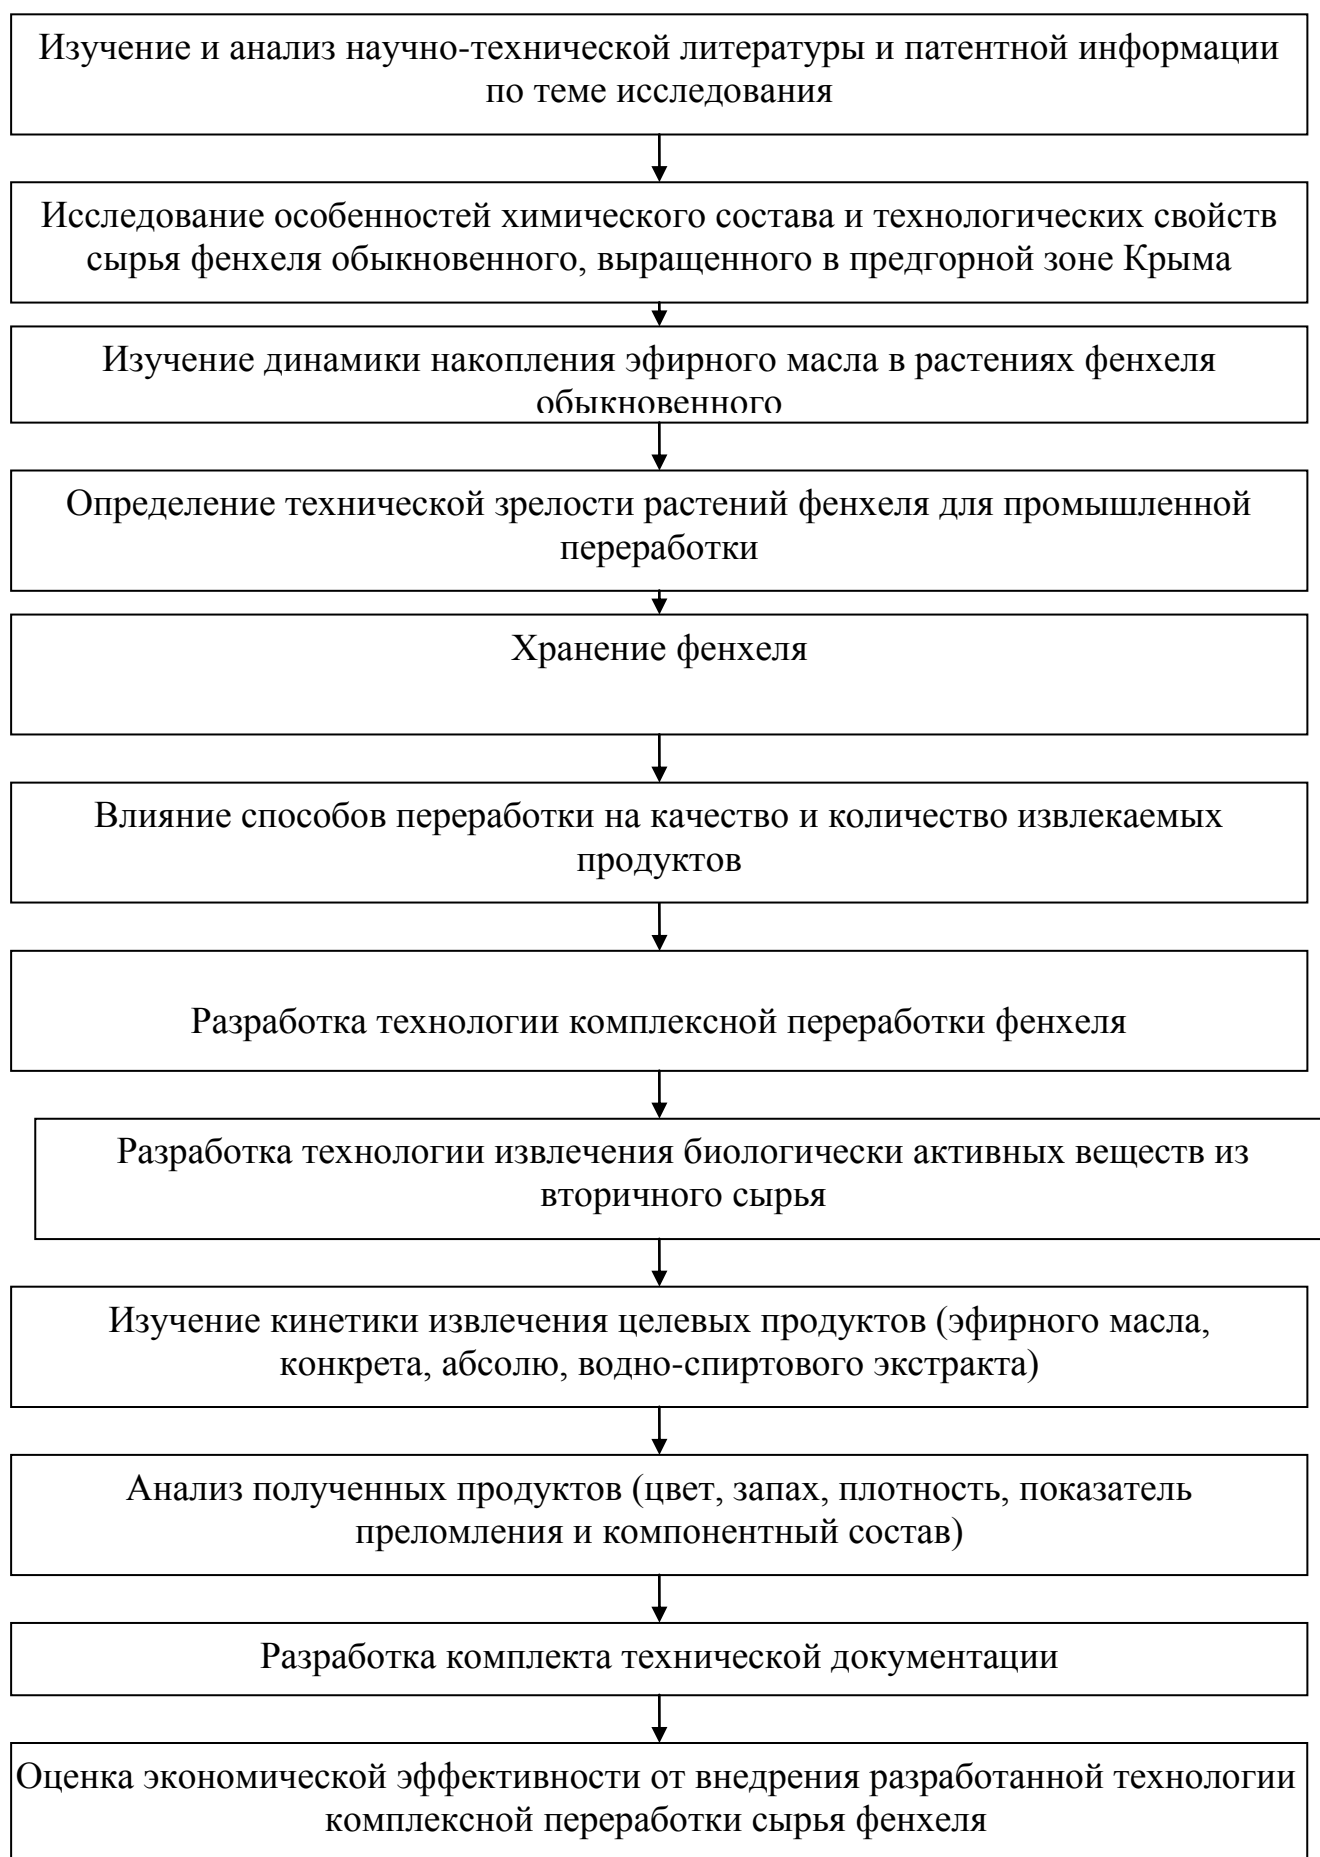 Изучение и анализ научно-технической литературы и патентной информации
по теме исследования
Исследование особенностей химического состава и технологических свойств
сырья фенхеля обыкновенного, выращенного в предгорной зоне Крыма
Изучение динамики накопления эфирного масла в растениях фенхеля
обыкновенного
Определение технической зрелости растений фенхеля для промышленной
переработки
Хранение фенхеля
Влияние способов переработки на качество и количество извлекаемых
продуктов
Разработка технологии комплексной переработки фенхеля
Разработка технологии извлечения биологически активных веществ из
вторичного сырья
Изучение кинетики извлечения целевых продуктов (эфирного масла,
конкрета, абсолю, водно-спиртового экстракта)
Анализ полученных продуктов (цвет, запах, плотность, показатель
преломления и компонентный состав)
Разработка комплекта технической документации
Оценка экономической эффективности от внедрения разработанной технологии
комплексной переработки сырья фенхеля